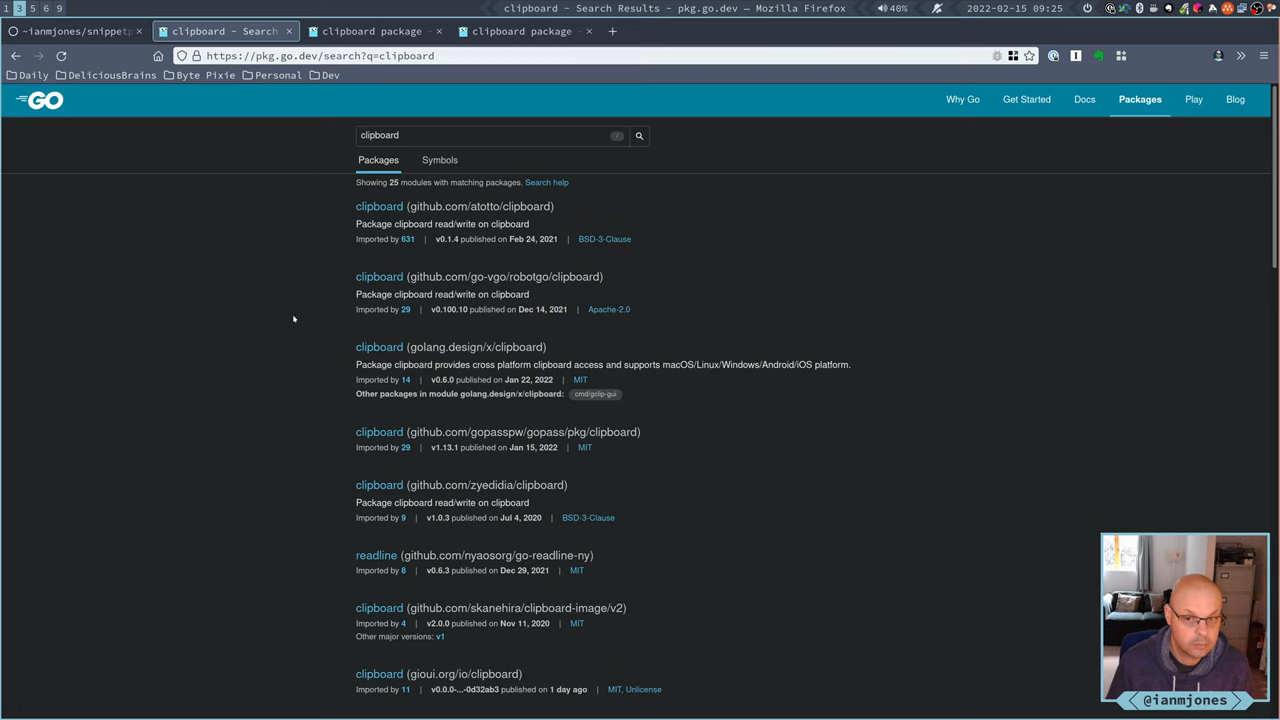 1 3 5 6 9
clipboard - Search Results - pkg.go.dev — Mozilla Firefox
40%
2022-02-15 09:25
~ianmjones/snippetp
clipboard - Search
clipboard package -
clipboard package -
https://pkg.go.dev/search?q=clipboard
Daily
DeliciousBrains
Byte Pixie
Personal
Dev
GO
Why Go
Get Started
Docs
Packages
Play
Blog
clipboard
/
Packages
Symbols
Showing 25 modules with matching packages. Search help
clipboard (github.com/atotto/clipboard)
Package clipboard read/write on clipboard
Imported by 631 | v0.1.4 published on Feb 24, 2021 | BSD-3-Clause
clipboard (github.com/go-vgo/robotgo/clipboard)
Package clipboard read/write on clipboard
Imported by 29 | v0.100.10 published on Dec 14, 2021 | Apache-2.0
clipboard (golang.design/x/clipboard)
Package clipboard provides cross platform clipboard access and supports macOS/Linux/Windows/Android/iOS platform.
Imported by 14 | v0.6.0 published on Jan 22, 2022 | MIT
Other packages in module golang.design/x/clipboard: cmd/gclip-gui
clipboard (github.com/gopasspw/gopass/pkg/clipboard)
Imported by 29 | v1.13.1 published on Jan 15, 2022 | MIT
clipboard (github.com/zyedidia/clipboard)
Package clipboard read/write on clipboard
Imported by 9 | v1.0.3 published on Jul 4, 2020 | BSD-3-Clause
readline (github.com/nyaosorg/go-readline-ny)
Imported by 8 | v0.6.3 published on Dec 29, 2021 | MIT
clipboard (github.com/skanehira/clipboard-image/v2)
Imported by 4 | v2.0.0 published on Nov 11, 2020 | MIT
Other major versions: v1
clipboard (gioui.org/io/clipboard)
Imported by 11 | v0.0.0-...-0d32ab3 published on 1 day ago | MIT, Unlicense
@ianmjones